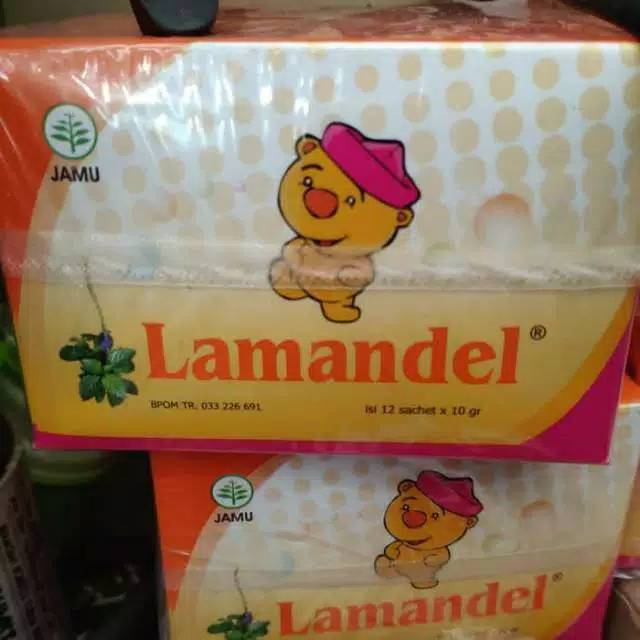 JAMU
Lamandel®
BPOM TR. 033 226 691
isi 12 sachet x 10 gr
JAMU
Lamandel®